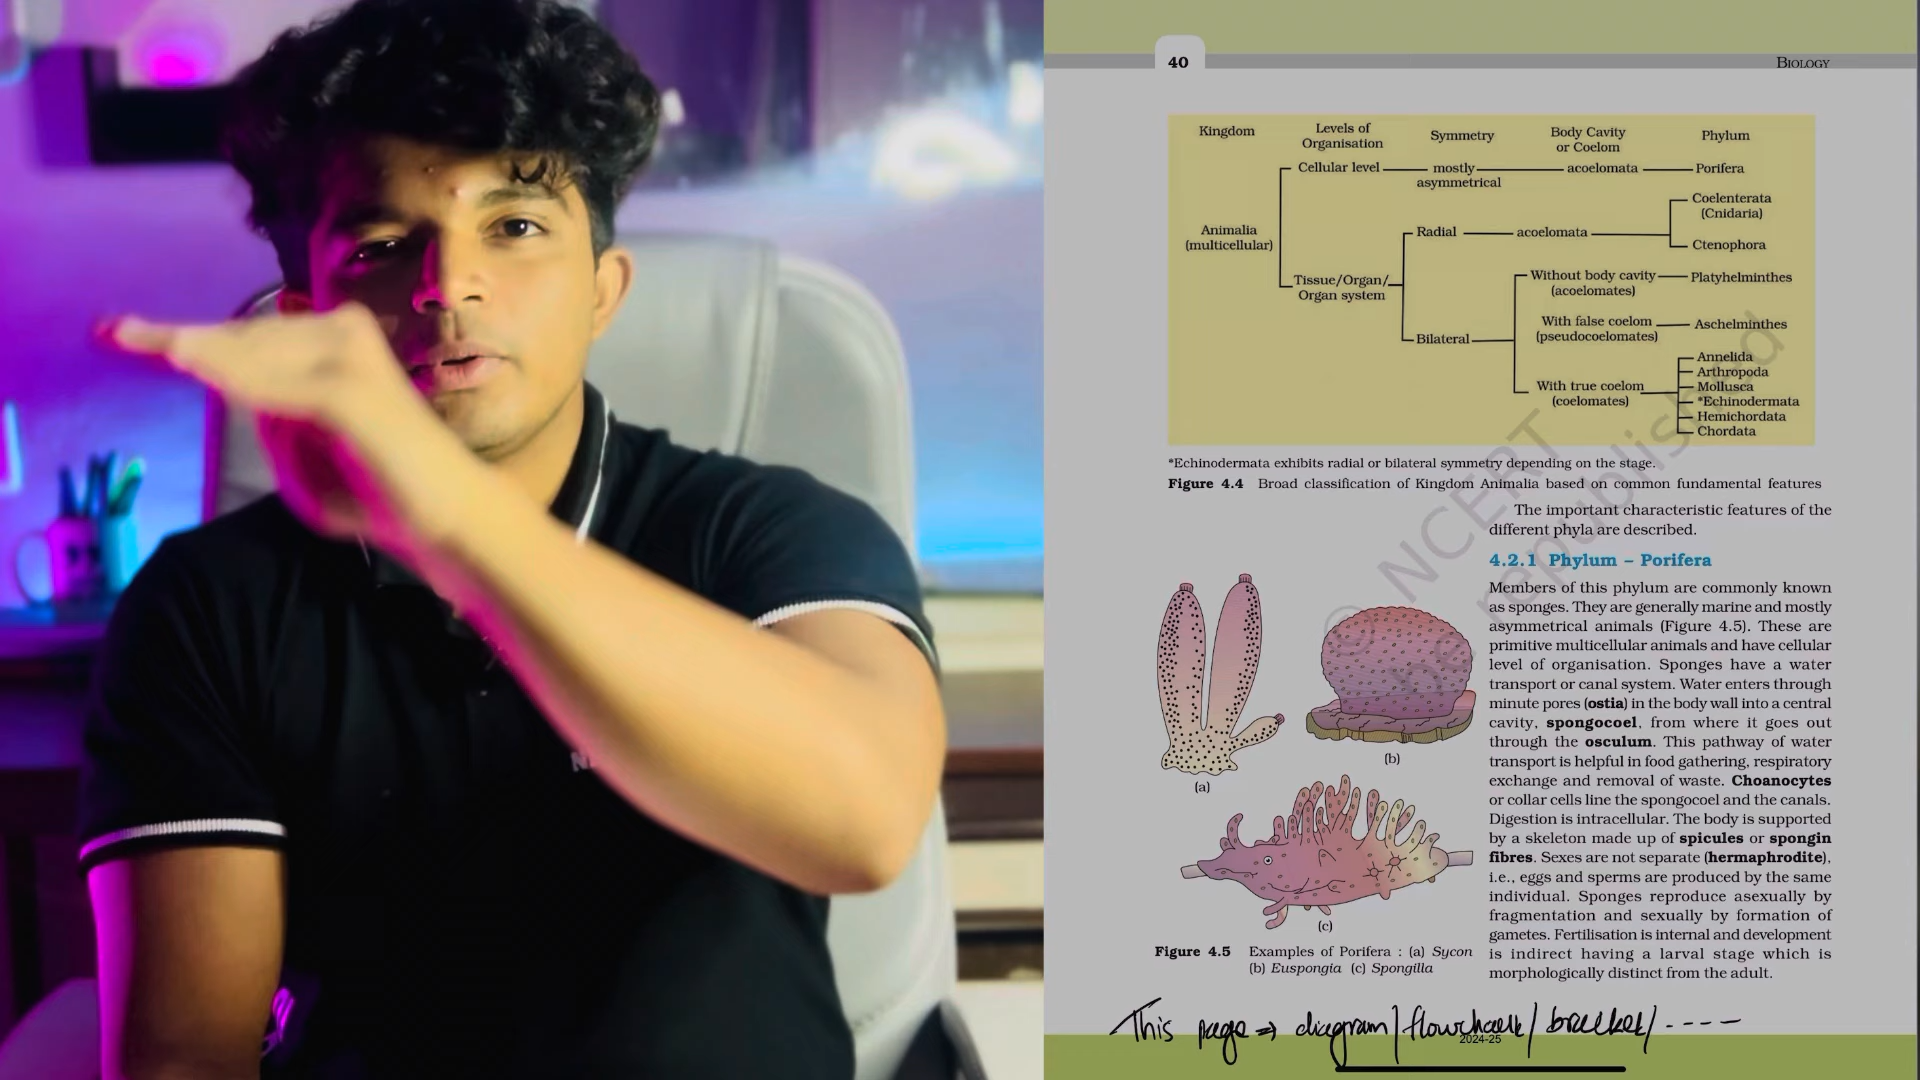 40
BIOLOGY
Kingdom
Levels of
Organisation
Symmetry
Body Cavity
or Coelom
Phylum
Cellular level
mostly
asymmetrical
acoelomata
Porifera
Animalia
(multicellular)
Radial
acoelomata
Coelenterata
(Cnidaria)
Ctenophora
Tissue/Organ/
Organ system
Bilateral
Without body cavity
(acoelomates)
Platyhelminthes
With false coelom
(pseudocoelomates)
Aschelminthes
With true coelom
(coelomates)
Annelida
Arthropoda
Mollusca
*Echinodermata
Hemichordata
Chordata
*Echinodermata exhibits radial or bilateral symmetry depending on the stage.
Figure 4.4 Broad classification of Kingdom Animalia based on common fundamental features
The important characteristic features of the
different phyla are described.
4.2.1 Phylum – Porifera
Members of this phylum are commonly known
as sponges. They are generally marine and mostly
asymmetrical animals (Figure 4.5). These are
primitive multicellular animals and have cellular
level of organisation. Sponges have a water
transport or canal system. Water enters through
minute pores (ostia) in the body wall into a central
cavity, spongocoel, from where it goes out
through the osculum. This pathway of water
transport is helpful in food gathering, respiratory
exchange and removal of waste. Choanocytes
or collar cells line the spongocoel and the canals.
Digestion is intracellular. The body is supported
by a skeleton made up of spicules or spongin
fibres. Sexes are not separate (hermaphrodite),
i.e., eggs and sperms are produced by the same
individual. Sponges reproduce asexually by
fragmentation and sexually by formation of
gametes. Fertilisation is internal and development
is indirect having a larval stage which is
morphologically distinct from the adult.
(a)
(b)
(c)
Figure 4.5 Examples of Porifera : (a) Sycon
(b) Euspongia (c) Spongilla
© NCERT
republished
This page ⇒ diagram / flowchart / bracket / ----
2024-25